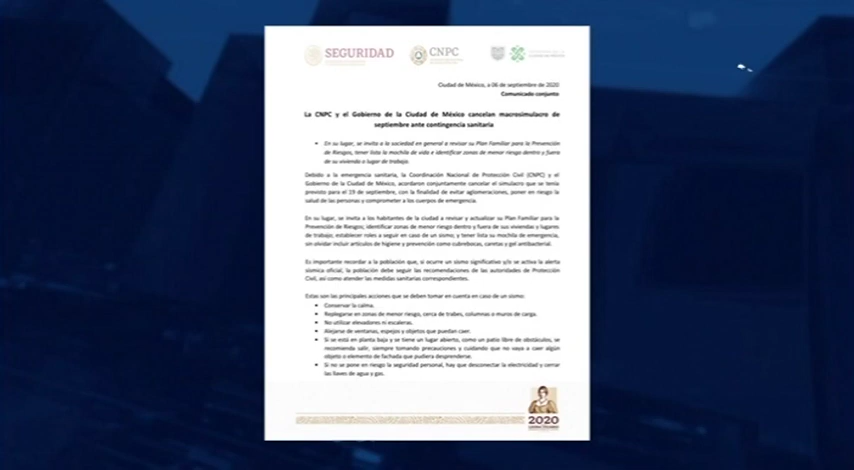 SEGURIDAD
CNPC
Ciudad de México, a 06 de septiembre de 2020
Comunicado conjunto
La CNPC y el Gobierno de la Ciudad de México cancelan macrosimulacro de
septiembre ante contingencia sanitaria
• En su lugar, se invita a la sociedad en general a revisar su Plan Familiar para la Prevención
de Riesgos, tener lista la mochila de vida e identificar zonas de menor riesgo dentro y fuera
de su vivienda o lugar de trabajo.
Debido a la emergencia sanitaria, la Coordinación Nacional de Protección Civil (CNPC) y el
Gobierno de la Ciudad de México, acordaron conjuntamente cancelar el simulacro que se tenía
previsto para el 19 de septiembre, con la finalidad de evitar aglomeraciones, poner en riesgo la
salud de las personas y comprometer a los cuerpos de emergencia.
En su lugar, se invita a los habitantes de la ciudad a revisar y actualizar su Plan Familiar para la
Prevención de Riesgos; identificar zonas de menor riesgo dentro y fuera de sus viviendas y lugares
de trabajo; establecer roles a seguir en caso de un sismo; y tener lista su mochila de emergencia,
sin olvidar incluir artículos de higiene y prevención como cubrebocas, caretas y gel antibacterial.
Es importante recordar a la población que, si ocurre un sismo significativo y/o se activa la alerta
sísmica oficial, la población debe seguir las recomendaciones de las autoridades de Protección
Civil, así como atender las medidas sanitarias correspondientes.
Estas son las principales acciones que se deben tomar en cuenta en caso de un sismo:
• Conservar la calma.
• Replegarse en zonas de menor riesgo, cerca de trabes, columnas o muros de carga.
• No utilizar elevadores ni escaleras.
• Alejarse de ventanas, espejos y objetos que puedan caer.
• Si se está en planta baja y se tiene un lugar abierto, como un patio libre de obstáculos, se
recomienda salir, siempre tomando precauciones y cuidando que no vaya a caer algún
objeto o elemento de fachada que pudiera desprenderse.
• Si no se pone en riesgo la seguridad personal, hay que desconectar la electricidad y cerrar
las llaves de agua y gas.
2020